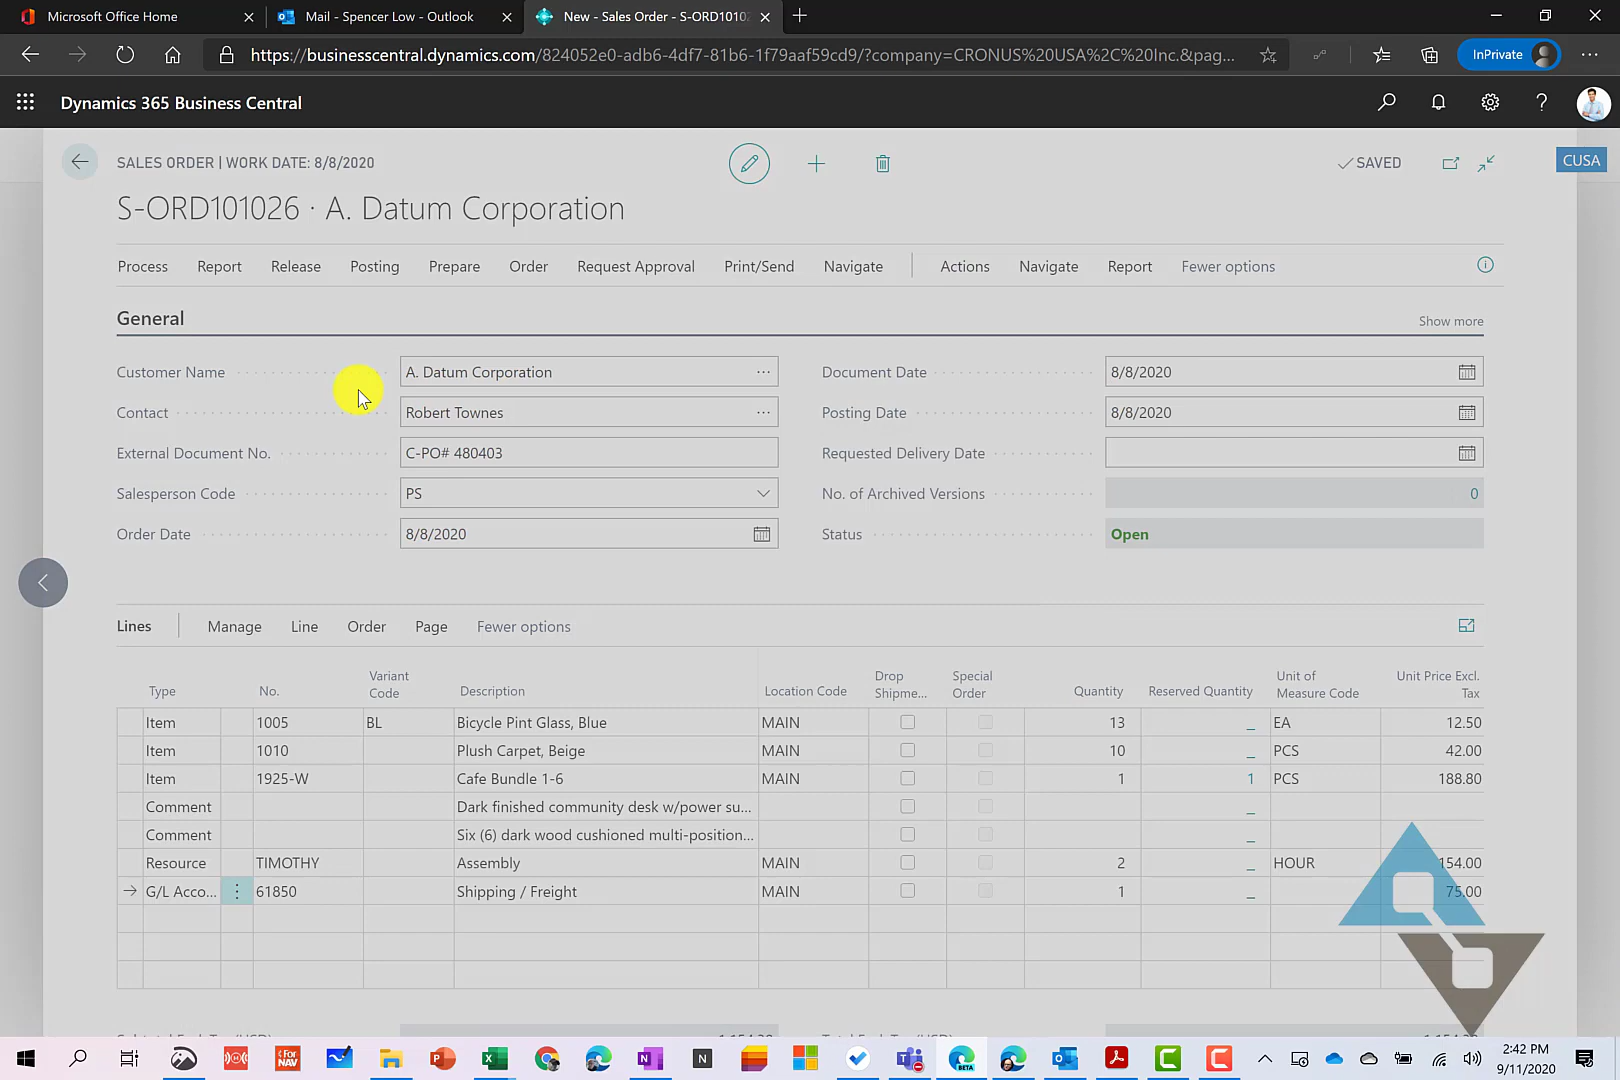 Microsoft Office Home
Mail - Spencer Low - Outlook
New - Sales Order - S-ORD10102
https://businesscentral.dynamics.com/824052e0-adb6-4df7-81b6-1f79aaf59cd9/?company=CRONUS%20USA%2C%20Inc.&pag...
InPrivate
Dynamics 365 Business Central
SALES ORDER | WORK DATE: 8/8/2020
SAVED
CUSA
S-ORD101026 · A. Datum Corporation
Process Report Release Posting Prepare Order Request Approval Print/Send Navigate Actions Navigate Report Fewer options
General
Show more
Customer Name A. Datum Corporation ... Document Date 8/8/2020
Contact Robert Townes ... Posting Date 8/8/2020
External Document No. C-PO# 480403 Requested Delivery Date
Salesperson Code PS No. of Archived Versions 0
Order Date 8/8/2020 Status Open
Lines Manage Line Order Page Fewer options
Type No. Variant Code Description Location Code Drop Shipme... Special Order Quantity Reserved Quantity Unit of Measure Code Unit Price Excl. Tax
Item 1005 BL Bicycle Pint Glass, Blue MAIN 13 _ EA 12.50
Item 1010 Plush Carpet, Beige MAIN 10 _ PCS 42.00
Item 1925-W Cafe Bundle 1-6 MAIN 1 1 PCS 188.80
Comment Dark finished community desk w/power su... _
Comment Six (6) dark wood cushioned multi-position... _
Resource TIMOTHY Assembly MAIN 2 _ HOUR 154.00
G/L Acco... 61850 Shipping / Freight MAIN 1 _ 75.00
For NAV
BETA
2:42 PM
9/11/2020